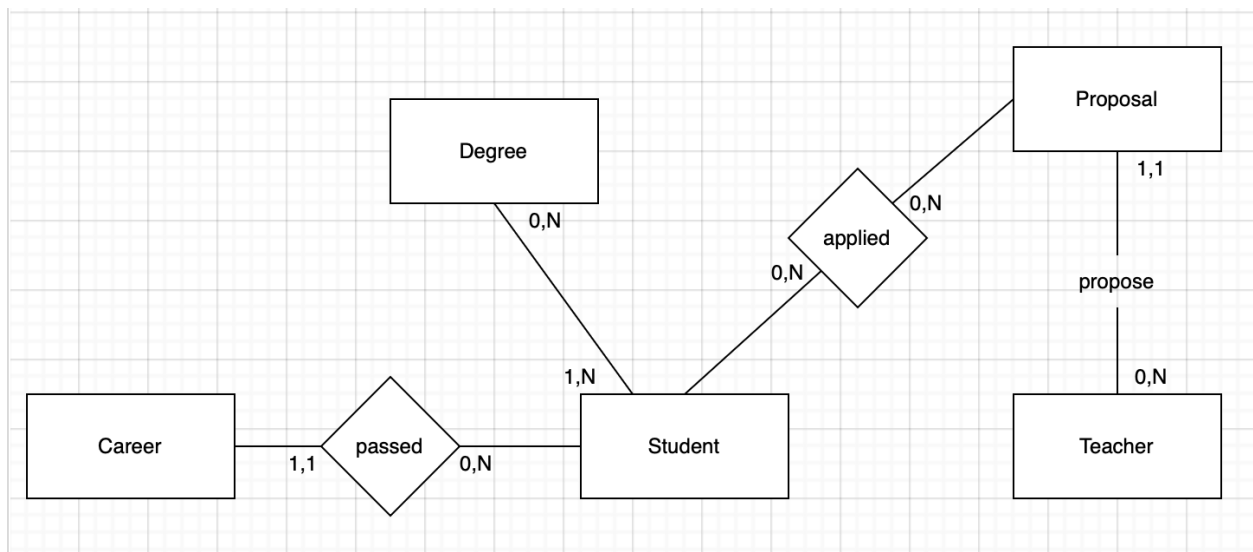 Proposal
Degree
1,1
0,N
0,N
applied
0,N
propose
1,N
0,N
Career
passed
Student
Teacher
1,1
0,N